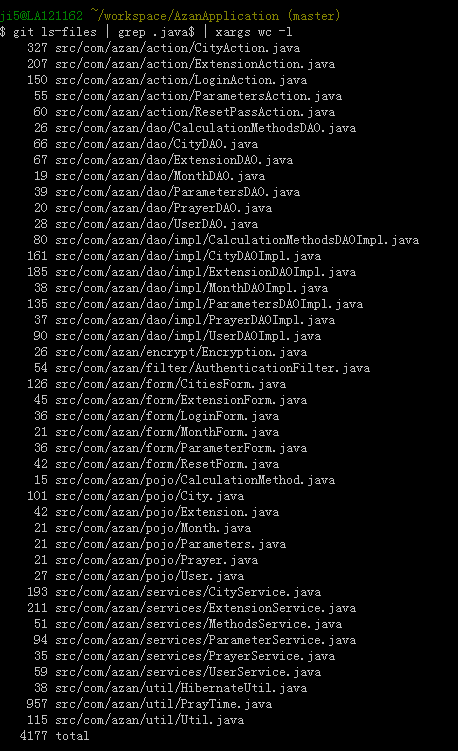 ji5@LA121162 ~/workspace/AzanApplication (master)
$ git ls-files | grep .java$ | xargs wc -l
327 src/com/azan/action/CityAction.java
207 src/com/azan/action/ExtensionAction.java
150 src/com/azan/action/LoginAction.java
55 src/com/azan/action/ParametersAction.java
60 src/com/azan/action/ResetPassAction.java
26 src/com/azan/dao/CalculationMethodsDAO.java
66 src/com/azan/dao/CityDAO.java
67 src/com/azan/dao/ExtensionDAO.java
19 src/com/azan/dao/MonthDAO.java
39 src/com/azan/dao/ParametersDAO.java
20 src/com/azan/dao/PrayerDAO.java
28 src/com/azan/dao/UserDAO.java
80 src/com/azan/dao/impl/CalculationMethodsDAOImpl.java
161 src/com/azan/dao/impl/CityDAOImpl.java
185 src/com/azan/dao/impl/ExtensionDAOImpl.java
38 src/com/azan/dao/impl/MonthDAOImpl.java
135 src/com/azan/dao/impl/ParametersDAOImpl.java
37 src/com/azan/dao/impl/PrayerDAOImpl.java
90 src/com/azan/dao/impl/UserDAOImpl.java
26 src/com/azan/encrypt/Encryption.java
54 src/com/azan/filter/AuthenticationFilter.java
126 src/com/azan/form/CitiesForm.java
45 src/com/azan/form/ExtensionForm.java
36 src/com/azan/form/LoginForm.java
21 src/com/azan/form/MonthForm.java
36 src/com/azan/form/ParameterForm.java
42 src/com/azan/form/ResetForm.java
15 src/com/azan/pojo/CalculationMethod.java
101 src/com/azan/pojo/City.java
42 src/com/azan/pojo/Extension.java
21 src/com/azan/pojo/Month.java
21 src/com/azan/pojo/Parameters.java
21 src/com/azan/pojo/Prayer.java
27 src/com/azan/pojo/User.java
193 src/com/azan/services/CityService.java
211 src/com/azan/services/ExtensionService.java
51 src/com/azan/services/MethodsService.java
94 src/com/azan/services/ParameterService.java
35 src/com/azan/services/PrayerService.java
59 src/com/azan/services/UserService.java
38 src/com/azan/util/HibernateUtil.java
957 src/com/azan/util/PrayTime.java
115 src/com/azan/util/Util.java
4177 total